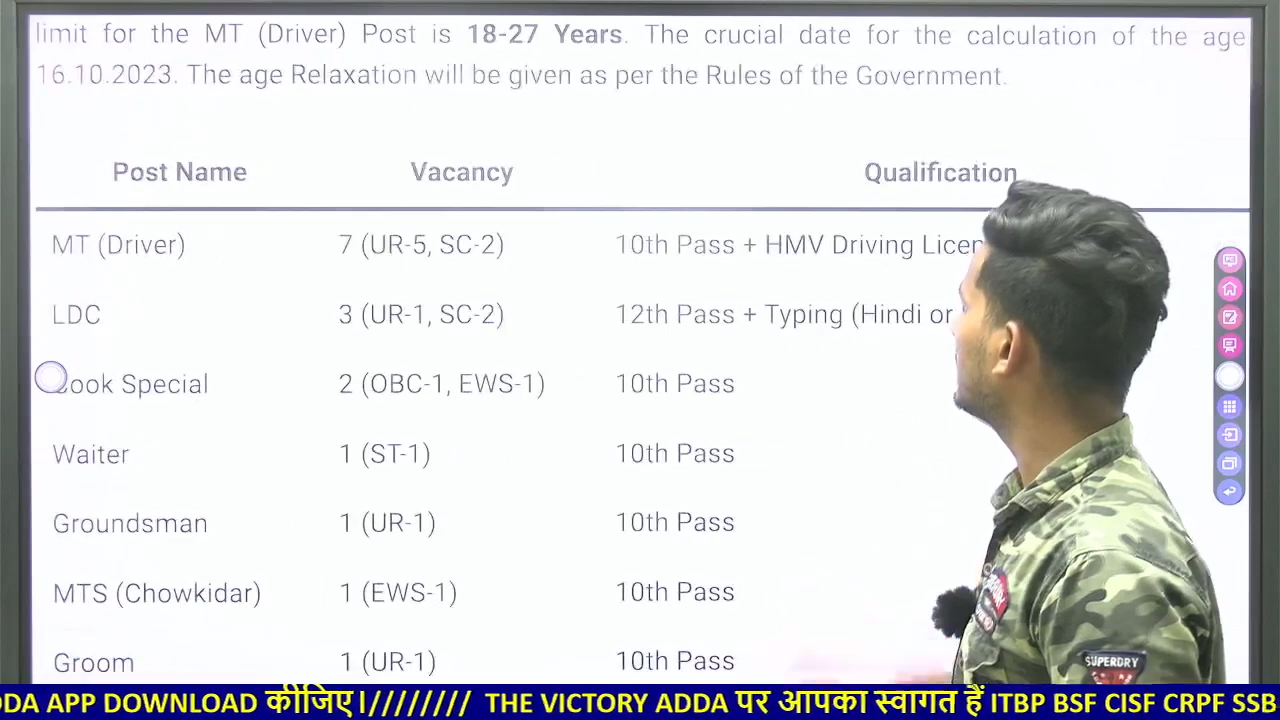 limit for the MT (Driver) Post is 18-27 Years. The crucial date for the calculation of the age
16.10.2023. The age Relaxation will be given as per the Rules of the Government.
Post Name Vacancy Qualification
MT (Driver) 7 (UR-5, SC-2) 10th Pass + HMV Driving Licen
LDC 3 (UR-1, SC-2) 12th Pass + Typing (Hindi or
ook Special 2 (OBC-1, EWS-1) 10th Pass
Waiter 1 (ST-1) 10th Pass
Groundsman 1 (UR-1) 10th Pass
MTS (Chowkidar) 1 (EWS-1) 10th Pass
Groom 1 (UR-1) 10th Pass
SUPERDRY
DDA APP DOWNLOAD कीजिए।//////// THE VICTORY ADDA पर आपका स्वागत हैं ITBP BSF CISF CRPF SSB